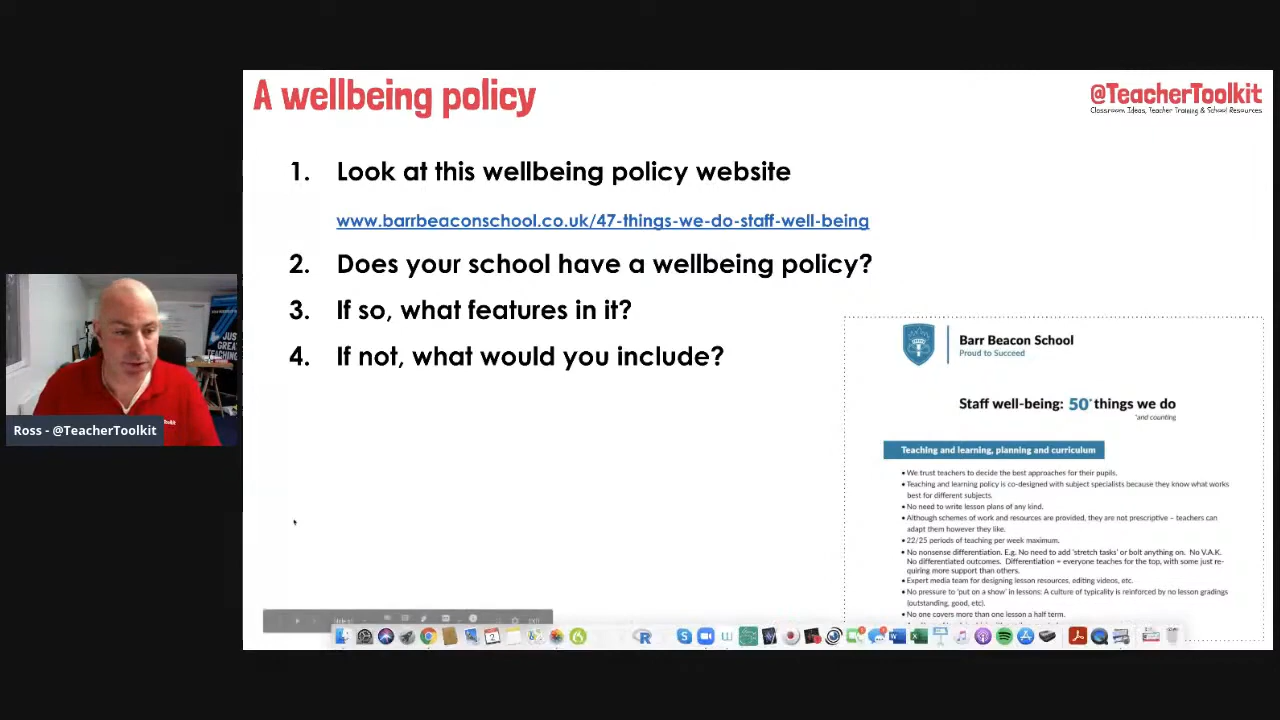 A wellbeing policy
@TeacherToolkit
Classroom Ideas, Teacher Training & School Resources
1. Look at this wellbeing policy website
www.barrbeaconschool.co.uk/47-things-we-do-staff-well-being
2. Does your school have a wellbeing policy?
3. If so, what features in it?
4. If not, what would you include?
Ross - @TeacherToolkit
JUS
GREA
TEACHING
Barr Beacon School
Proud to Succeed
Staff well-being: 50* things we do
*and counting
Teaching and learning, planning and curriculum
• We trust teachers to decide the best approaches for their pupils.
• Teaching and learning policy is co-designed with subject specialists because they know what works
best for different subjects.
• No need to write lesson plans of any kind.
• Although schemes of work and resources are provided, they are not prescriptive – teachers can
adapt them however they like.
• 22/25 periods of teaching per week maximum.
• No nonsense differentiation. E.g. No need to add 'stretch tasks' or bolt anything on. No V.A.K.
No differentiated outcomes. Differentiation = everyone teaches for the top, with some just re-
quiring more support than others.
• Expert media team for designing lesson resources, editing videos, etc.
• No pressure to 'put on a show' in lessons: A culture of typicality is reinforced by no lesson gradings
(outstanding, good, etc).
• No one covers more than one lesson a half term.